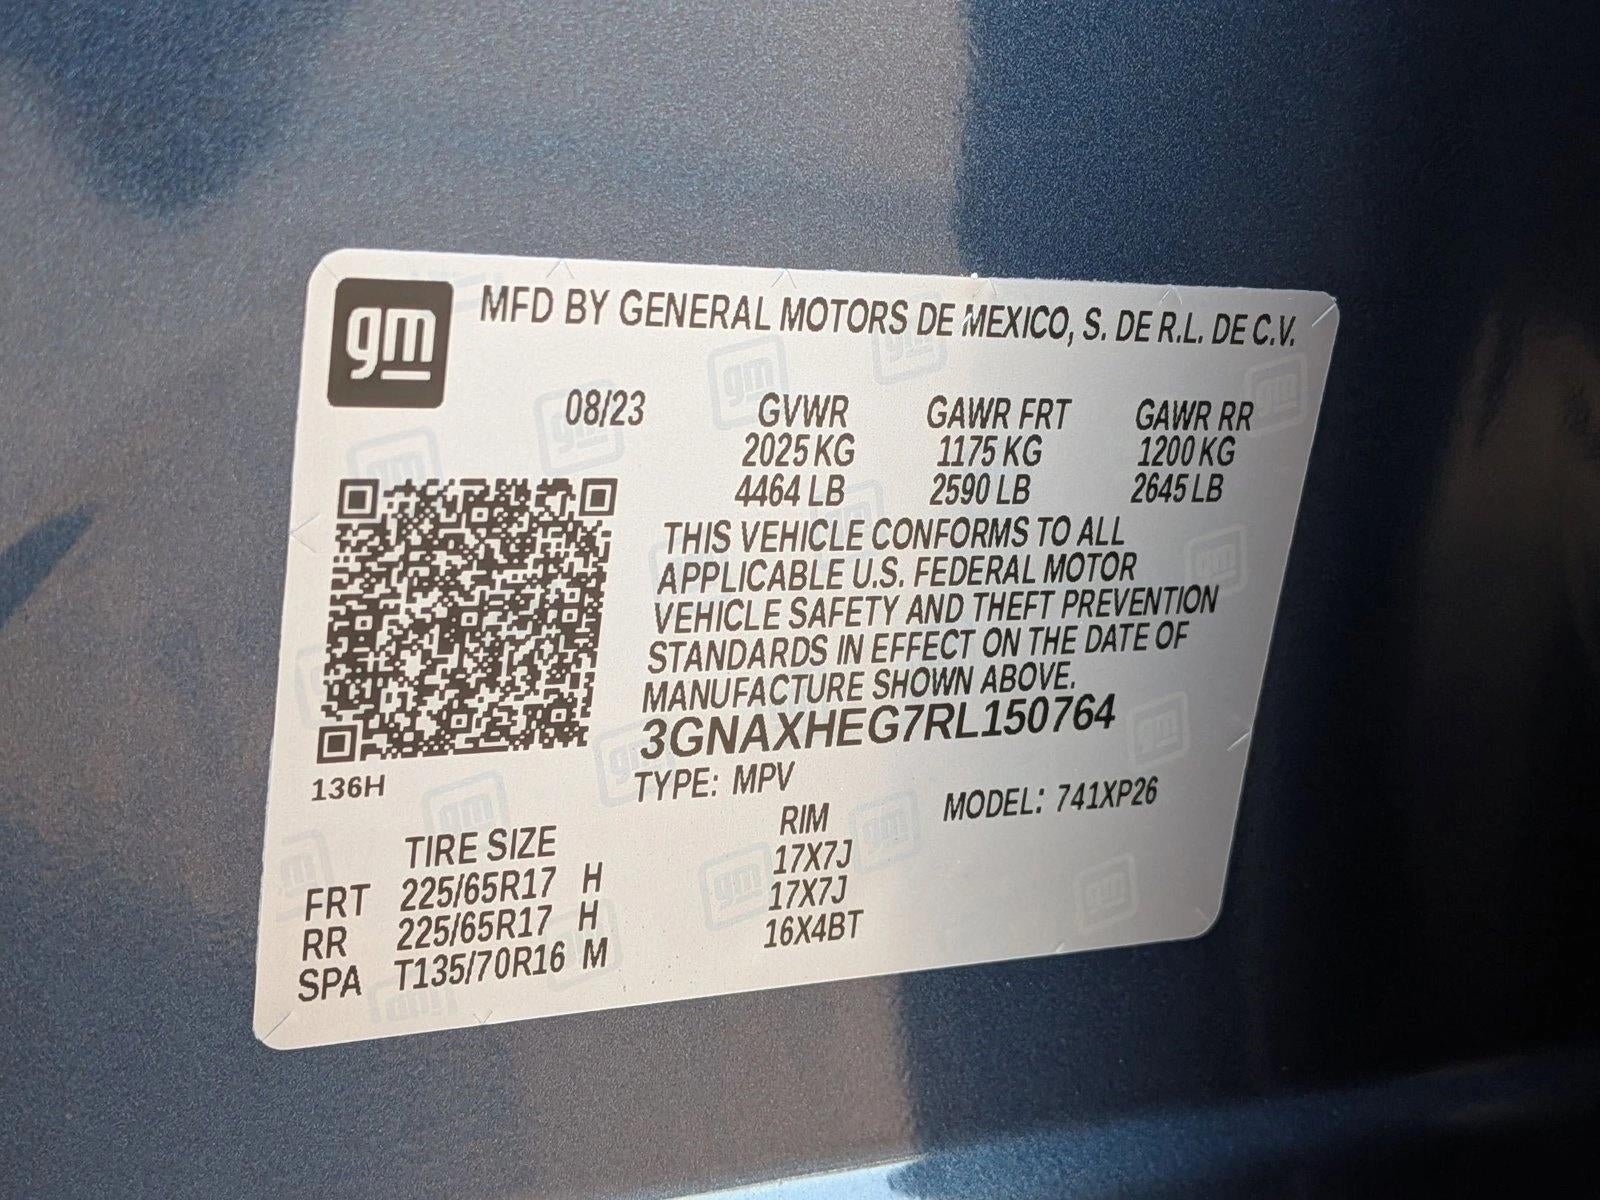 gm
MFD BY GENERAL MOTORS DE MEXICO, S. DE R.L. DE C.V.
08/23 GVWR GAWR FRT GAWR RR
2025 KG 1175 KG 1200 KG
4464 LB 2590 LB 2645 LB
THIS VEHICLE CONFORMS TO ALL
APPLICABLE U.S. FEDERAL MOTOR
VEHICLE SAFETY AND THEFT PREVENTION
STANDARDS IN EFFECT ON THE DATE OF
MANUFACTURE SHOWN ABOVE.
3GNAXHEG7RL150764
136H
TYPE: MPV MODEL: 741XP26
TIRE SIZE RIM
FRT 225/65R17 H 17X7J
RR 225/65R17 H 17X7J
SPA T135/70R16 M 16X4BT